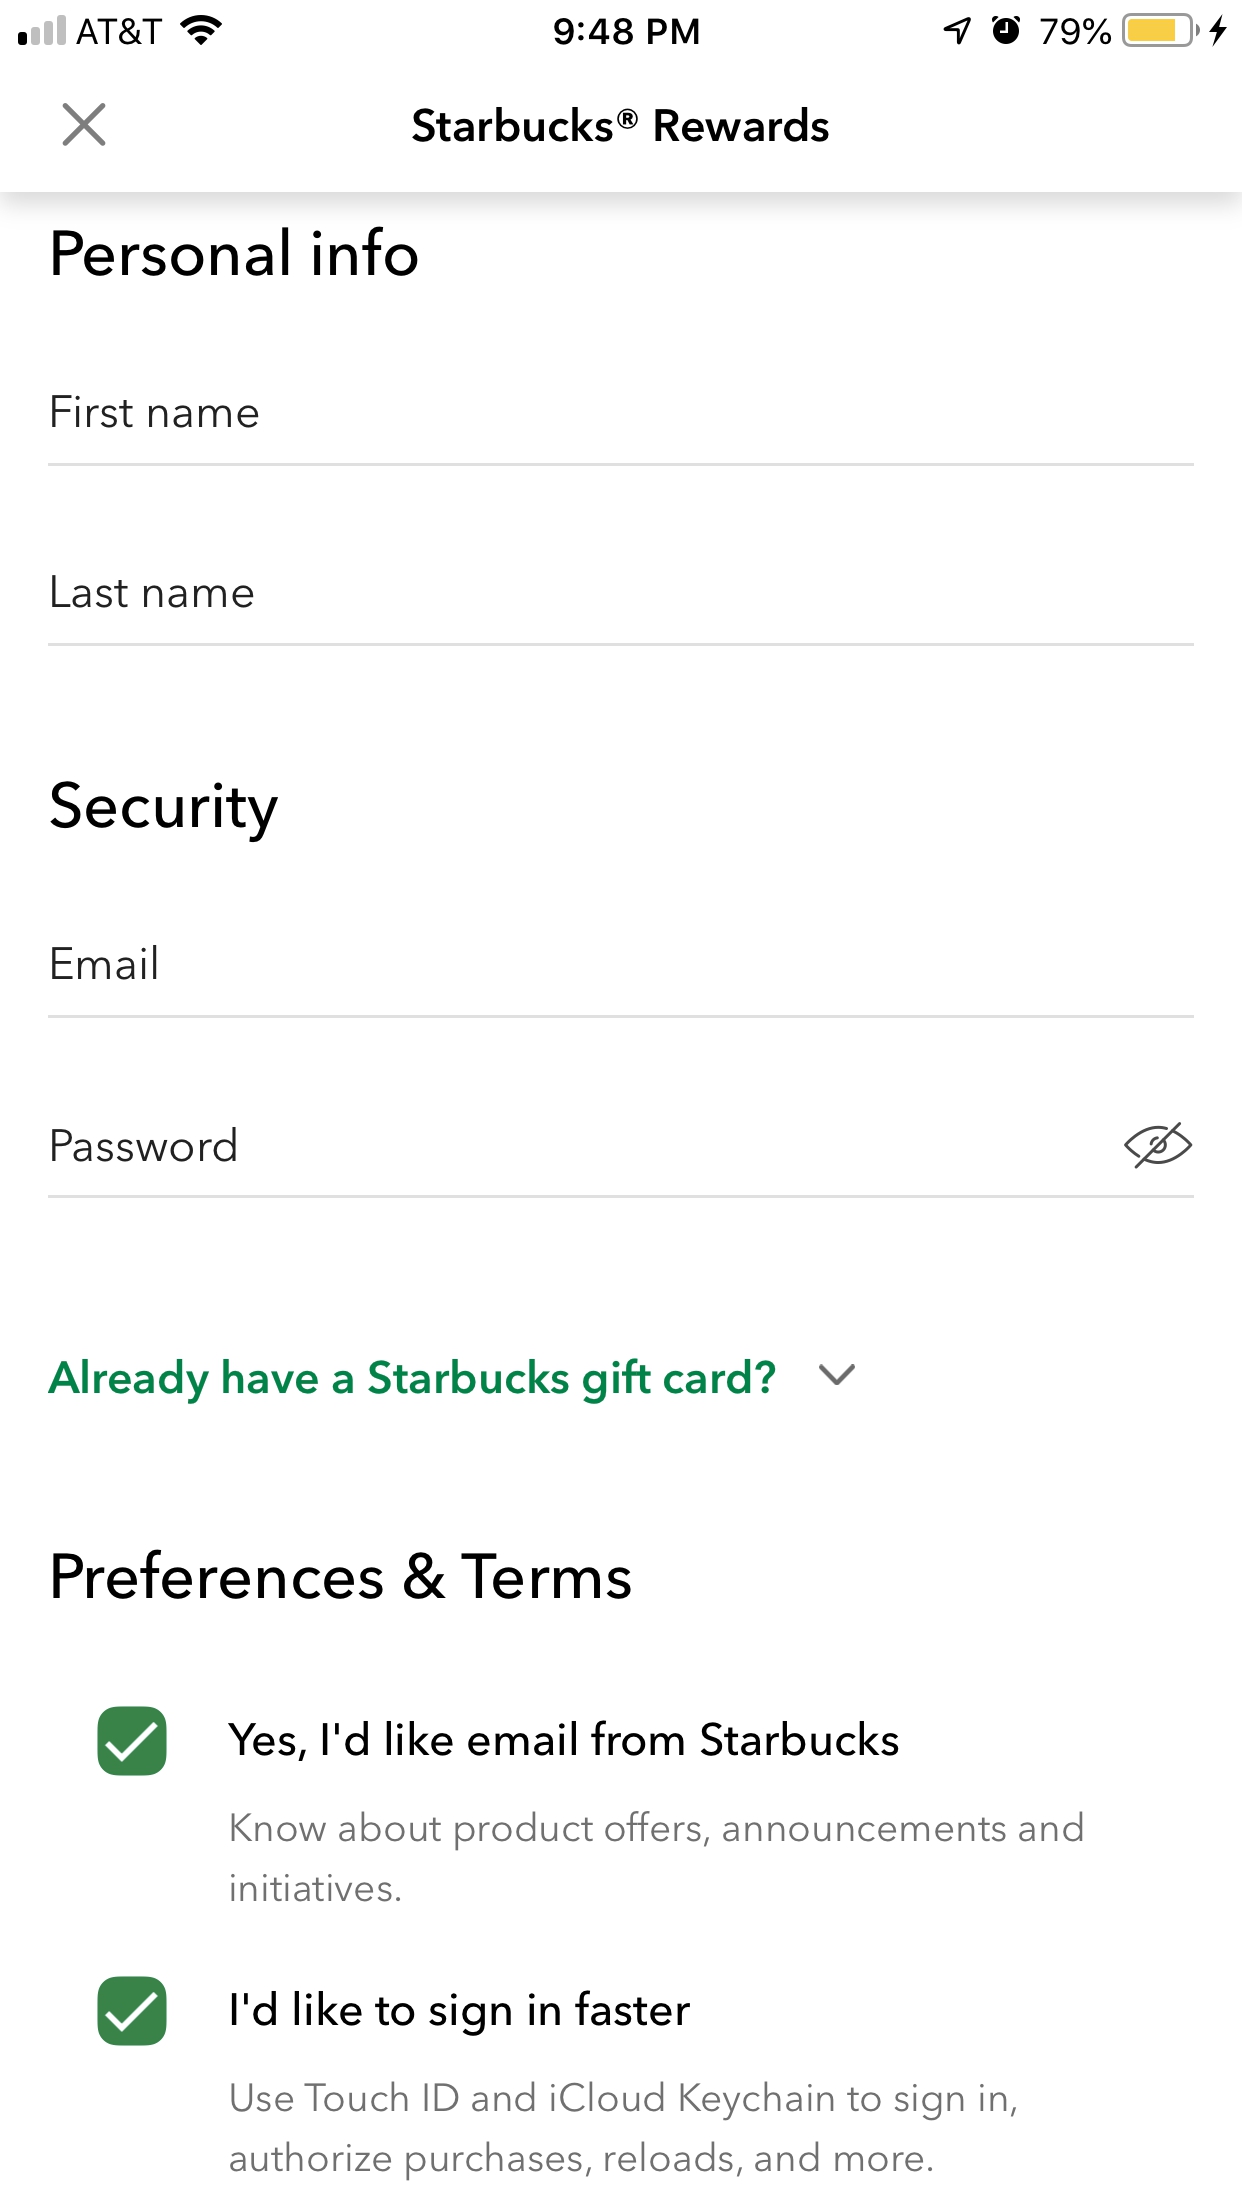 AT&T 9:48 PM 79%
Starbucks® Rewards
Personal info
First name
Last name
Security
Email
Password
Already have a Starbucks gift card?
Preferences & Terms
Yes, I'd like email from Starbucks
Know about product offers, announcements and
initiatives.
I'd like to sign in faster
Use Touch ID and iCloud Keychain to sign in,
authorize purchases, reloads, and more.